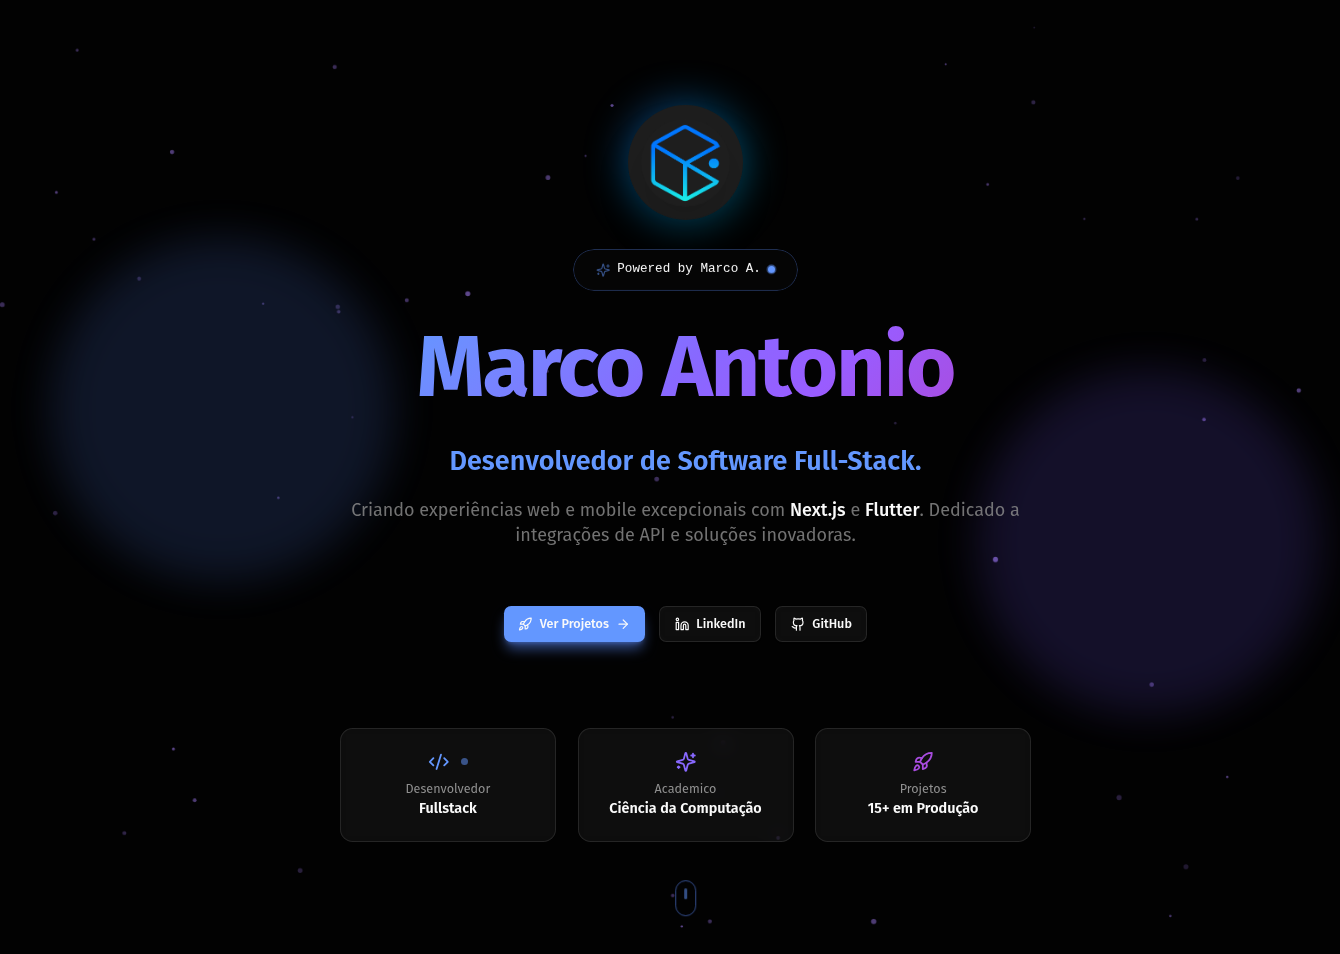 Powered by Marco A.
Marco Antonio
Desenvolvedor de Software Full-Stack.
Criando experiências web e mobile excepcionais com Next.js e Flutter. Dedicado a
integrações de API e soluções inovadoras.
Ver Projetos
LinkedIn
GitHub
Desenvolvedor
Fullstack
Academico
Ciência da Computação
Projetos
15+ em Produção